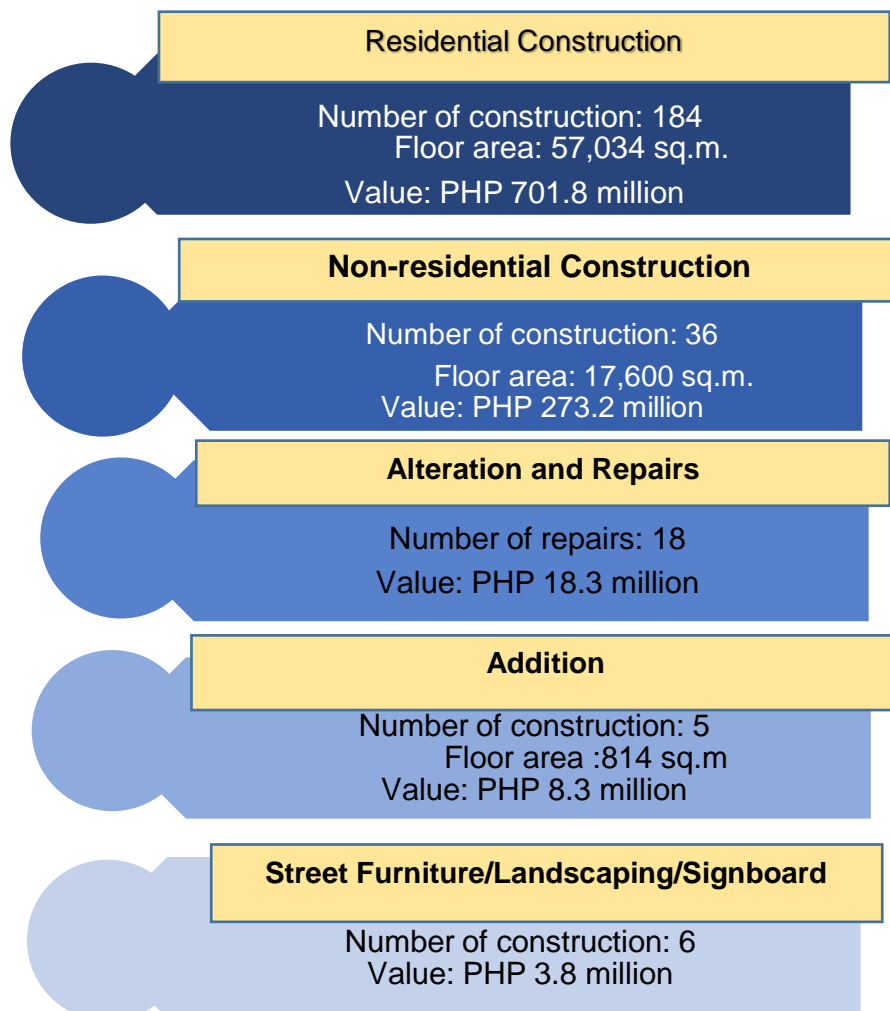 Residential Construction
Number of construction: 184
Floor area: 57,034 sq.m.
Value: PHP 701.8 million
Non-residential Construction
Number of construction: 36
Floor area: 17,600 sq.m.
Value: PHP 273.2 million
Alteration and Repairs
Number of repairs: 18
Value: PHP 18.3 million
Addition
Number of construction: 5
Floor area :814 sq.m
Value: PHP 8.3 million
Street Furniture/Landscaping/Signboard
Number of construction: 6
Value: PHP 3.8 million